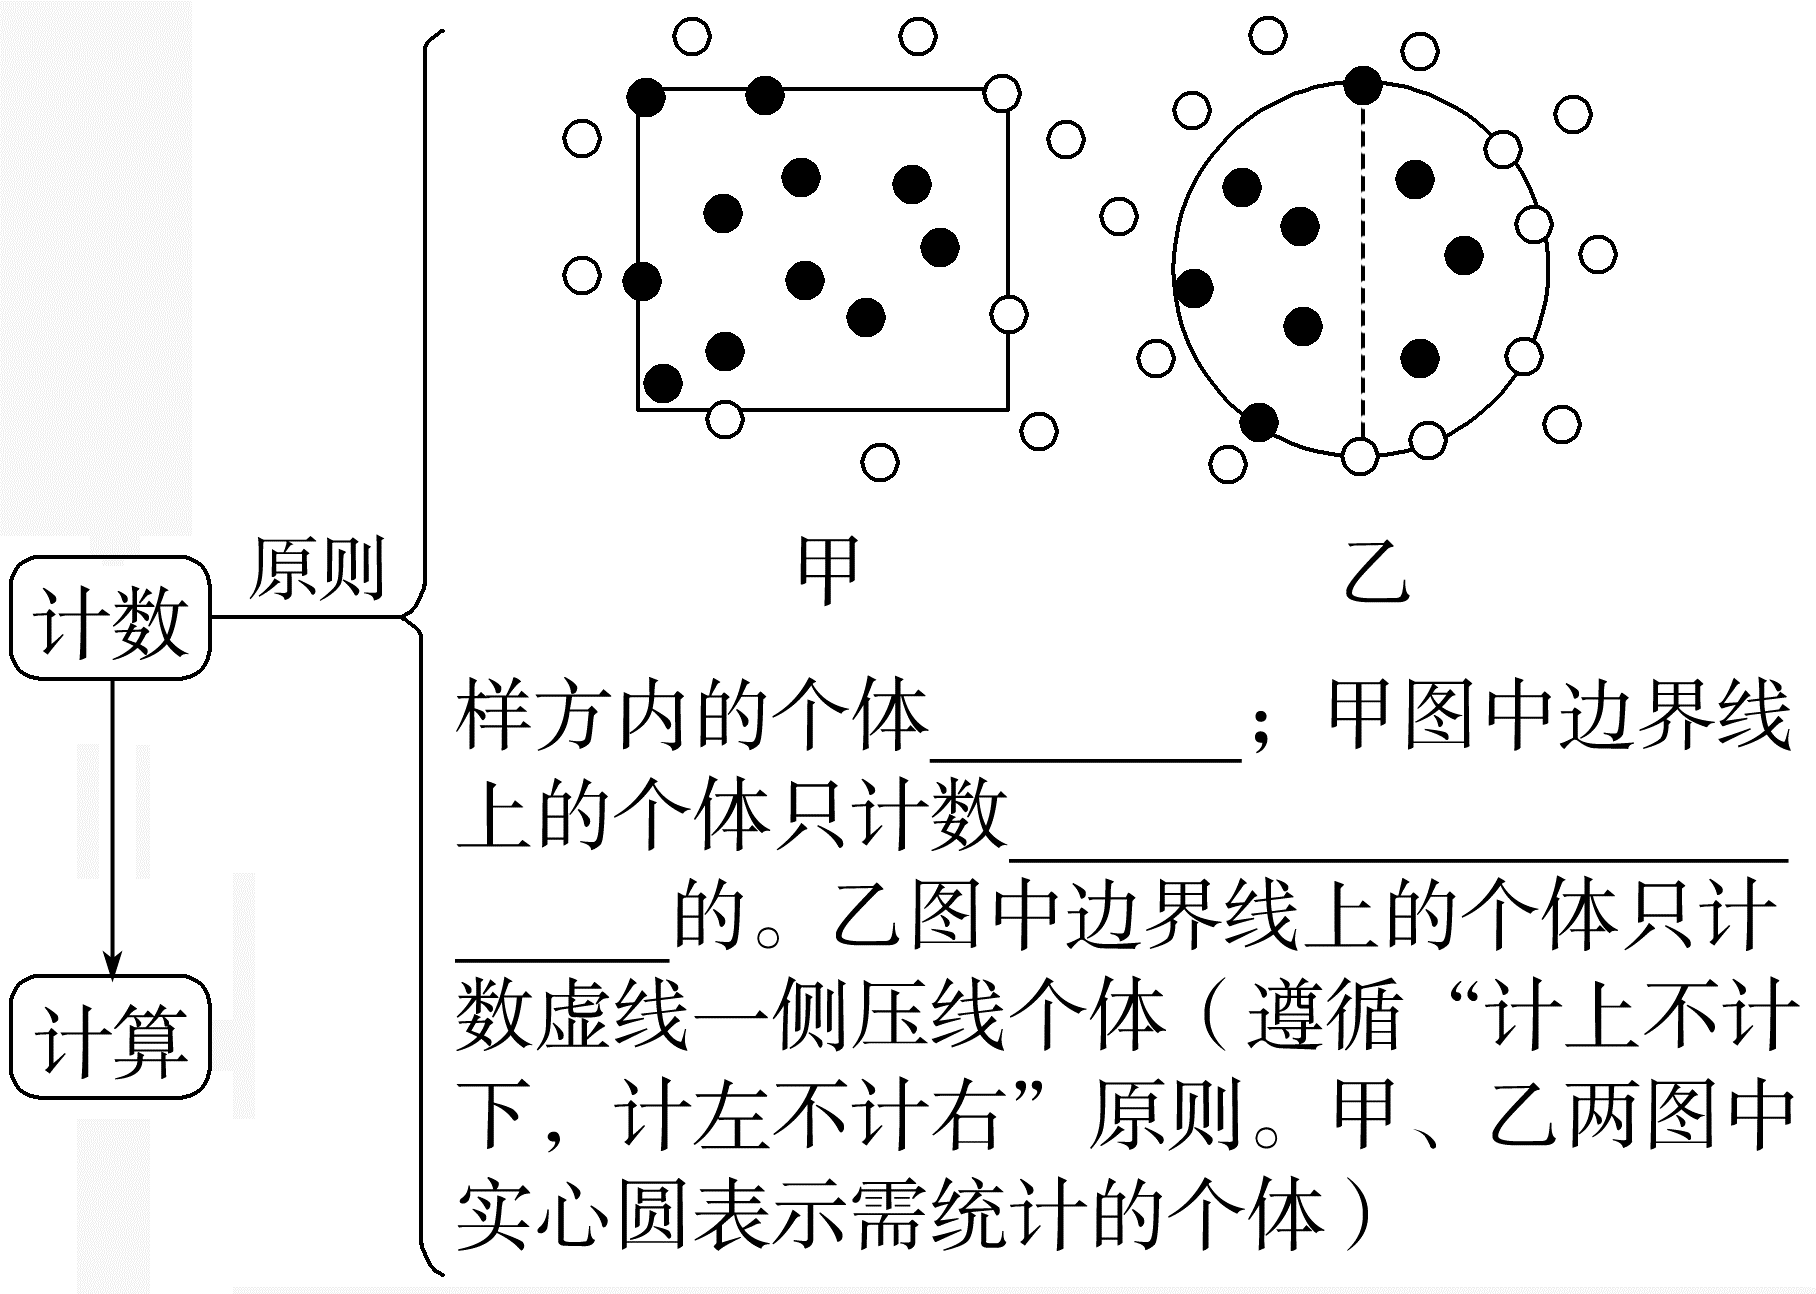 甲
乙
原则
计数
计算
样方内的个体________;甲图中边界线
上的个体只计数____________________
______的。乙图中边界线上的个体只计
数虚线一侧压线个体(遵循“计上不计
下,计左不计右”原则。甲、乙两图中
实心圆表示需统计的个体)